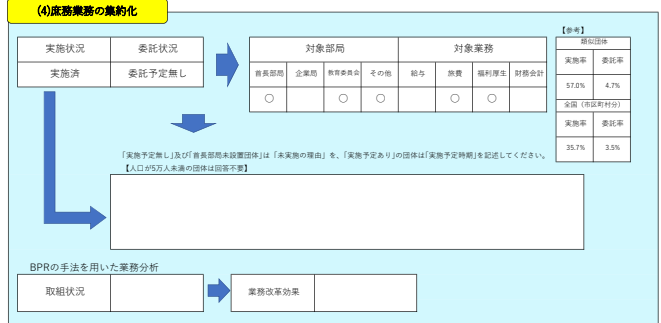 (4)庶務業務の集約化
【参考】
実施状況 委託状況
実施済 委託予定無し
対象部局 対象業務
首長部局 企業局 教育委員会 その他 給与 旅費 福利厚生 財務会計
○ ○ ○ ○ ○
類似団体
実施率 委託率
57.0% 4.7%
全国（市区町村分）
実施率 委託率
35.7% 3.5%
「実施予定無し」及び「首長部局未設置団体」は「未実施の理由」を、「実施予定あり」の団体は「実施予定時期」を記述してください。
【人口が5万人未満の団体は回答不要】
BPRの手法を用いた業務分析
取組状況 業務改革効果